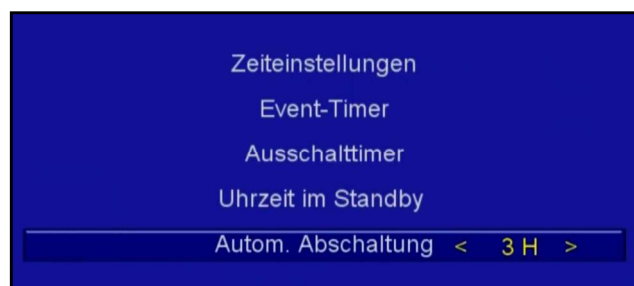 Zeiteinstellungen
Event-Timer
Ausschalttimer
Uhrzeit im Standby
Autom. Abschaltung < 3 H >